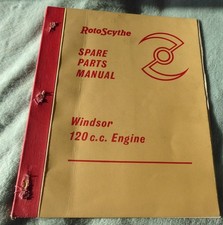 RotoScythe
SPARE
PARTS
MANUAL
Windsor
120 c.c. Engine